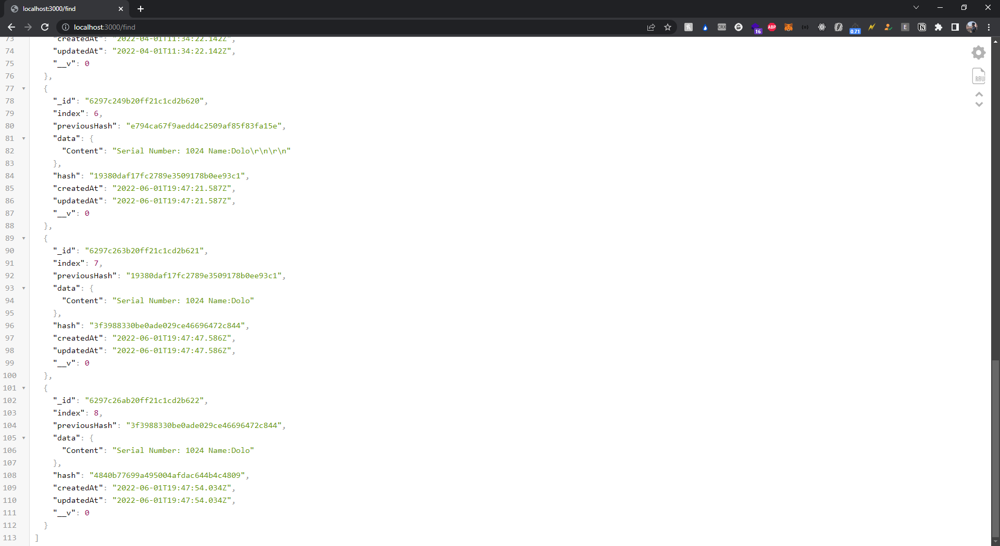 localhost:3000/find
localhost:3000/find
CRX
16
ABP
0.71
E
RAW
73 "createdAt": "2022-04-01T11:34:22.142Z",
74 "updatedAt": "2022-04-01T11:34:22.142Z",
75 "__v": 0
76 },
77 {
78 "_id": "6297c249b20ff21c1cd2b620",
79 "index": 6,
80 "previousHash": "e794ca67f9aedd4c2509af85f83fa15e",
81 "data": {
82 "Content": "Serial Number: 1024 Name:Dolo\r\n\r\n"
83 },
84 "hash": "19380daf17fc2789e3509178b0ee93c1",
85 "createdAt": "2022-06-01T19:47:21.587Z",
86 "updatedAt": "2022-06-01T19:47:21.587Z",
87 "__v": 0
88 },
89 {
90 "_id": "6297c263b20ff21c1cd2b621",
91 "index": 7,
92 "previousHash": "19380daf17fc2789e3509178b0ee93c1",
93 "data": {
94 "Content": "Serial Number: 1024 Name:Dolo"
95 },
96 "hash": "3f3988330be0ade029ce46696472c844",
97 "createdAt": "2022-06-01T19:47:47.586Z",
98 "updatedAt": "2022-06-01T19:47:47.586Z",
99 "__v": 0
100 },
101 {
102 "_id": "6297c26ab20ff21c1cd2b622",
103 "index": 8,
104 "previousHash": "3f3988330be0ade029ce46696472c844",
105 "data": {
106 "Content": "Serial Number: 1024 Name:Dolo"
107 },
108 "hash": "4840b77699a495004afdac644b4c4809",
109 "createdAt": "2022-06-01T19:47:54.034Z",
110 "updatedAt": "2022-06-01T19:47:54.034Z",
111 "__v": 0
112 }
113 ]